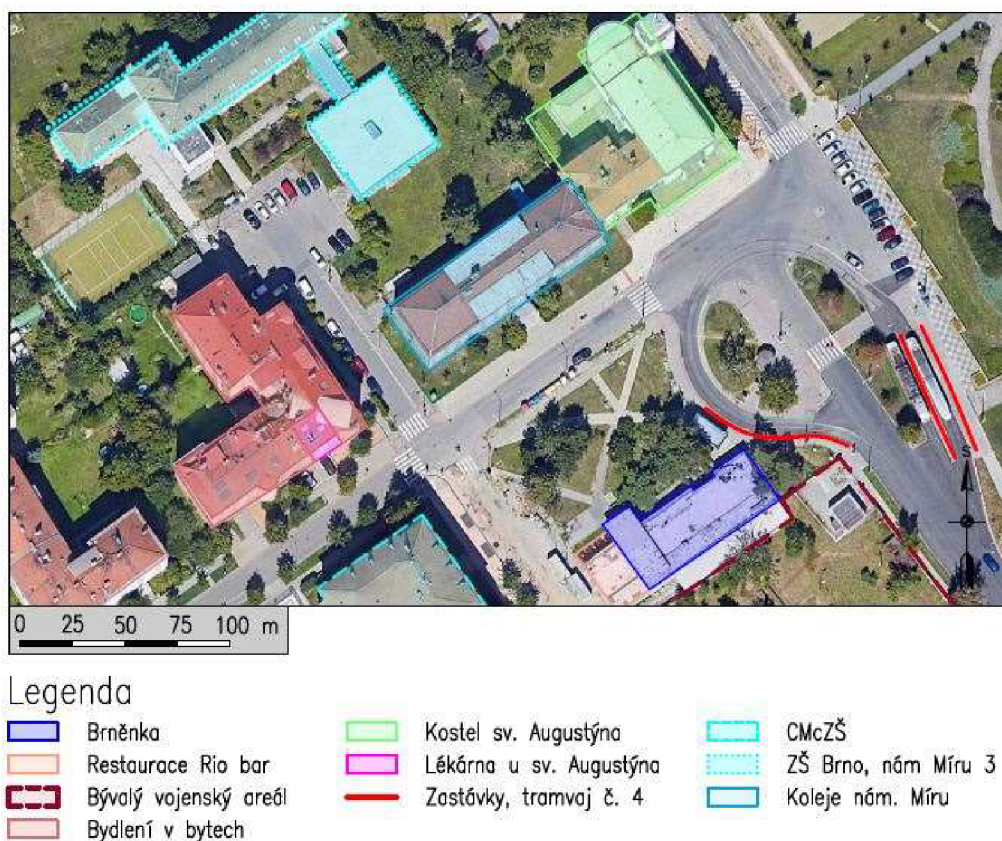 S
0 25 50 75 100 m
Legenda
Brněnka
Restaurace Rio bar
Bývalý vojenský areál
Bydlení v bytech
Kostel sv. Augustýna
Lékárna u sv. Augustýna
Zastávky, tramvaj č. 4
CMcZŠ
ZŠ Brno, nám Míru 3
Koleje nám. Míru